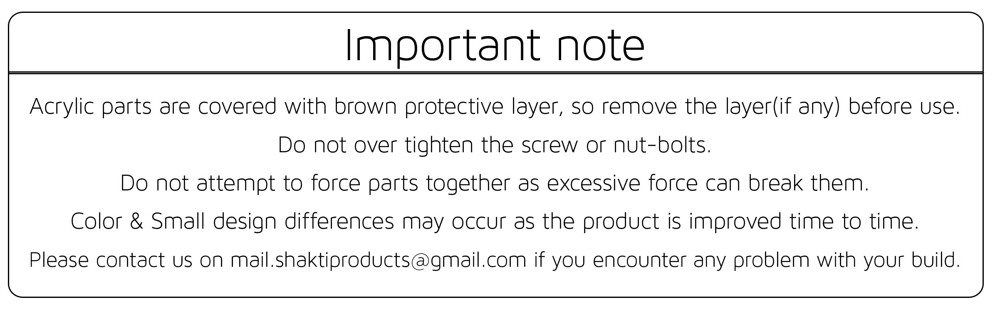 Important note
Acrylic parts are covered with brown protective layer, so remove the layer(if any) before use.
Do not over tighten the screw or nut-bolts.
Do not attempt to force parts together as excessive force can break them.
Color & Small design differences may occur as the product is improved time to time.
Please contact us on mail.shaktiproducts@gmail.com if you encounter any problem with your build.